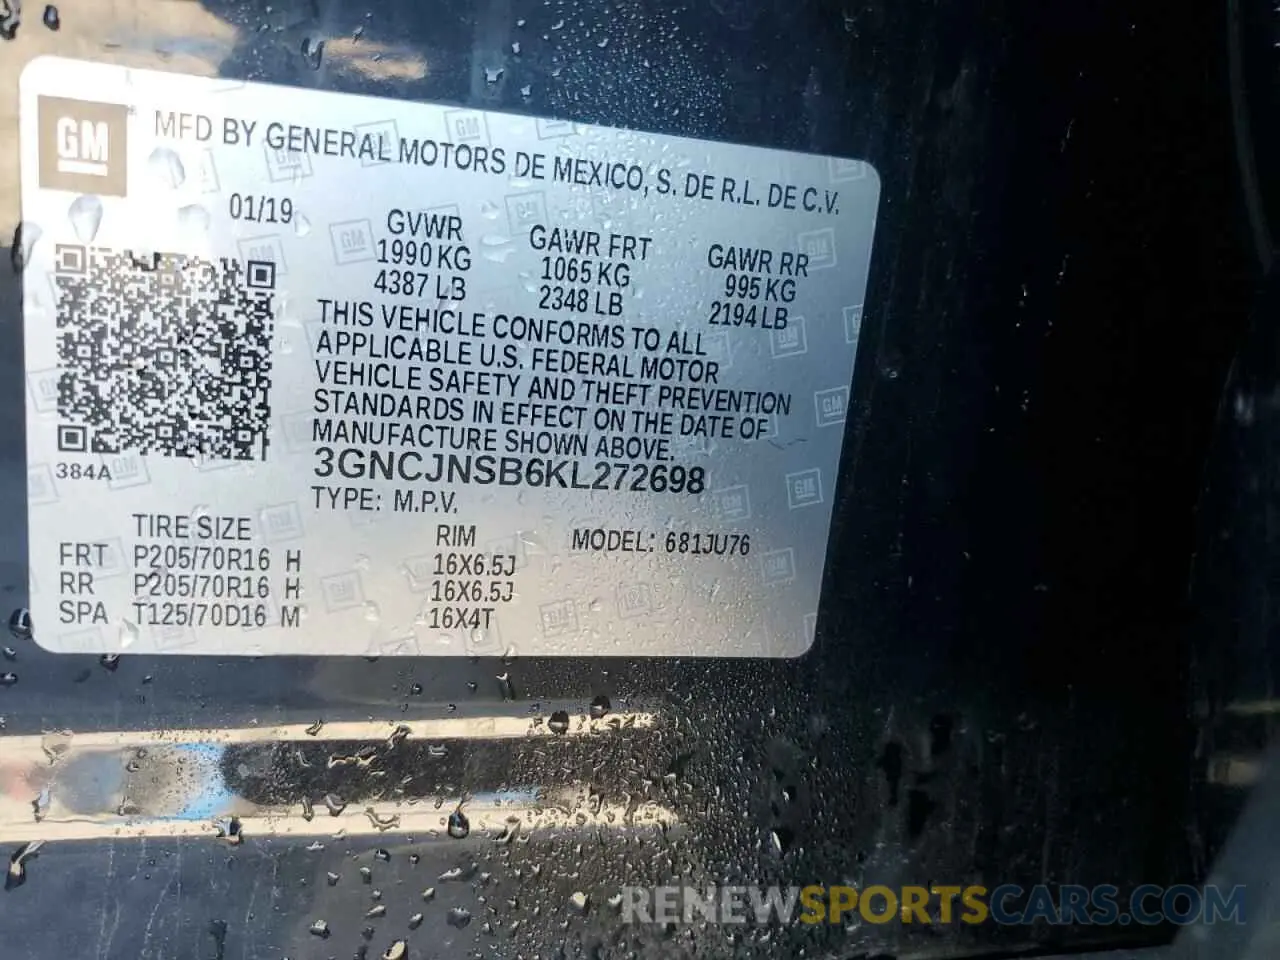 GM ® MFD BY GENERAL MOTORS DE MEXICO, S. DE R.L. DE C.V.
01/19
GVWR GAWR FRT GAWR RR
1990 KG 1065 KG 995 KG
4387 LB 2348 LB 2194 LB
THIS VEHICLE CONFORMS TO ALL
APPLICABLE U.S. FEDERAL MOTOR
VEHICLE SAFETY AND THEFT PREVENTION
STANDARDS IN EFFECT ON THE DATE OF
MANUFACTURE SHOWN ABOVE.
384A 3GNCJNSB6KL272698
TYPE: M.P.V.
TIRE SIZE RIM MODEL: 681JU76
FRT P205/70R16 H 16X6.5J
RR P205/70R16 H 16X6.5J
SPA T125/70D16 M 16X4T
RENEWSPORTSCARS.COM